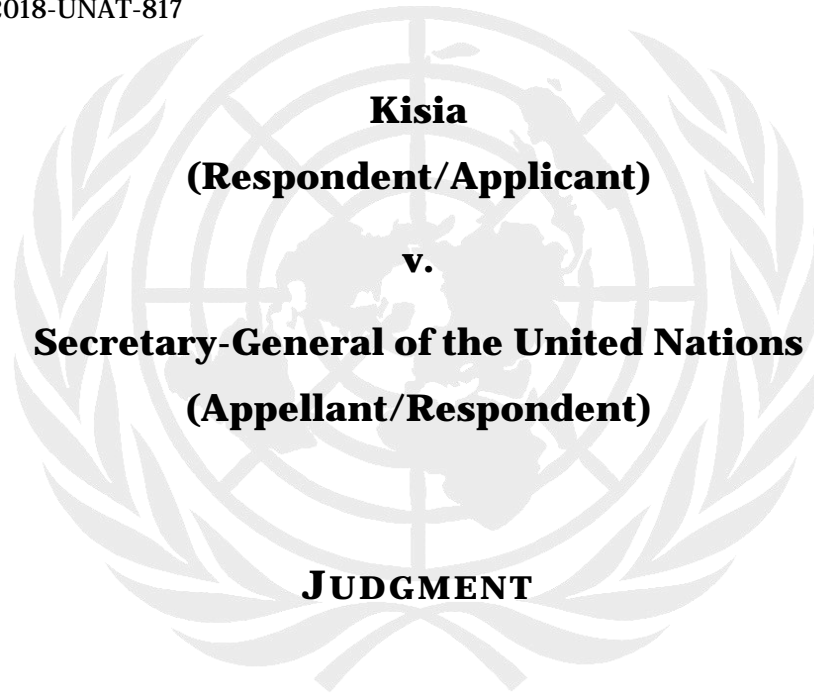 2018-UNAT-817
Kisia
(Respondent/Applicant)
v.
Secretary-General of the United Nations
(Appellant/Respondent)
JUDGMENT